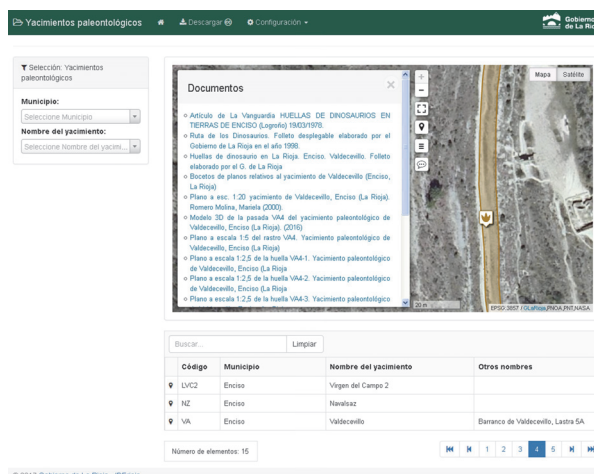 Yacimientos paleontológicos
Descargar
Configuración
Gobierno
de La Rio
Selección: Yacimientos
paleontológicos
Municipio:
Seleccione Municipio
Nombre del yacimiento:
Seleccione Nombre del yacimi...
Documentos
×
Artículo de La Vanguardia HUELLAS DE DINOSAURIOS EN
TIERRAS DE ENCISO (Logroño) 19/03/1978.
Ruta de los Dinosaurios. Folleto desplegable elaborado por el
Gobierno de La Rioja en el año 1998.
Huellas de dinosaurio en La Rioja. Enciso. Valdecevillo. Folleto
elaborado por el G. de La Rioja
Bocetos de planos relativos al yacimiento de Valdecevillo (Enciso,
La Rioja)
Plano a esc. 1:20 yacimiento de Valdecevillo, Enciso (La Rioja).
Romero Molina, Mariela (2000).
Modelo 3D de la pasada VA4 del yacimiento paleontológico de
Valdecevillo, Enciso (La Rioja). (2016)
Plano a escala 1:5 del rastro VA4. Yacimiento paleontológico de
Valdecevillo, Enciso (La Rioja)
Plano a escala 1:2,5 de la huella VA4-1. Yacimiento paleontológico
de Valdecevillo, Enciso (La Rioja
Plano a escala 1:2,5 de la huella VA4-2. Yacimiento paleontológico
de Valdecevillo, Enciso (La Rioja
Plano a escala 1:2,5 de la huella VA4-3. Yacimiento paleontológico
+
-
Mapa Satélite
20 m
EPSG:3857 / ©LaRioja,PNOA,PNT,NASA
Buscar... Limpiar
Código Municipio Nombre del yacimiento Otros nombres
LVC2 Enciso Virgen del Campo 2
NZ Enciso Navalsaz
VA Enciso Valdecevillo Barranco de Valdecevillo, Lastra 5A
Número de elementos: 15
1 2 3 4 5